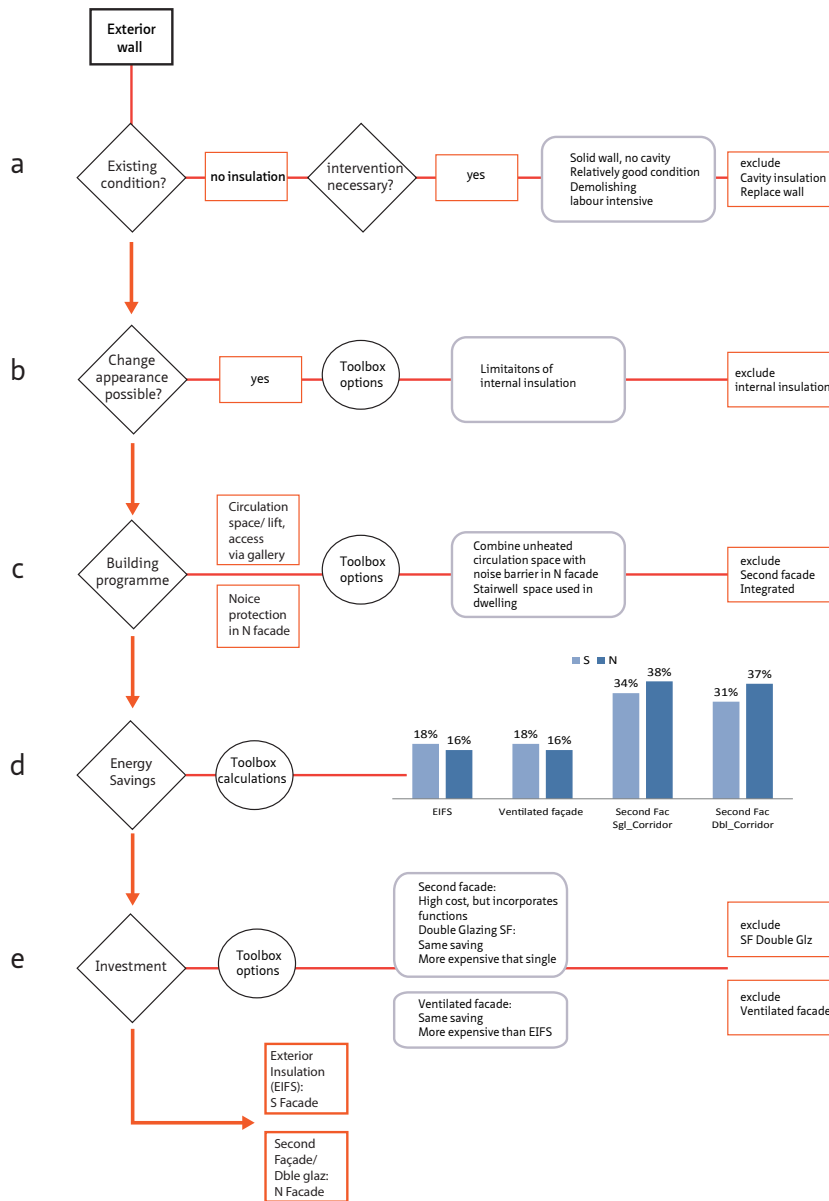 Exterior
wall
a
Existing
condition?
no insulation
intervention
necessary?
yes
Solid wall, no cavity
Relatively good condition
Demolishing
labour intensive
exclude
Cavity insulation
Replace wall
b
Change
appearance
possible?
yes
Toolbox
options
Limitaitons of
internal insulation
exclude
internal insulation
c
Building
programme
Circulation
space/ lift,
access
via gallery
Noice
protection
in N facade
Toolbox
options
Combine unheated
circulation space with
noise barrier in N facade
Stairwell space used in
dwelling
exclude
Second facade
Integrated
d
Energy
Savings
Toolbox
calculations
S N
18% 16% 18% 16% 34% 38% 31% 37%
EIFS
Ventilated façade
Second Fac
Sgl_Corridor
Second Fac
Dbl_Corridor
e
Investment
Toolbox
options
Second facade:
High cost, but incorporates
functions
Double Glazing SF:
Same saving
More expensive that single
Ventilated facade:
Same saving
More expensive than EIFS
exclude
SF Double Glz
exclude
Ventilated facade
Exterior
Insulation
(EIFS):
S Facade
Second
Façade/
Dble glaz:
N Facade